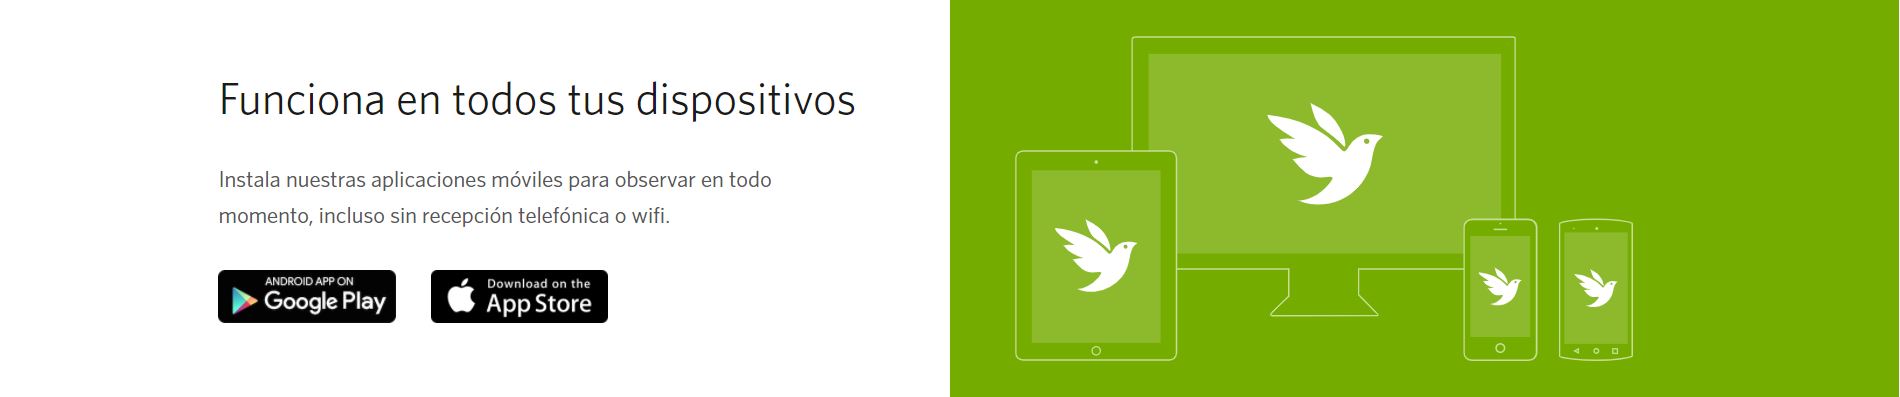 Funciona en todos tus dispositivos
Instala nuestras aplicaciones móviles para observar en todo
momento, incluso sin recepción telefónica o wifi.
ANDROID APP ON
Google Play
Download on the
App Store